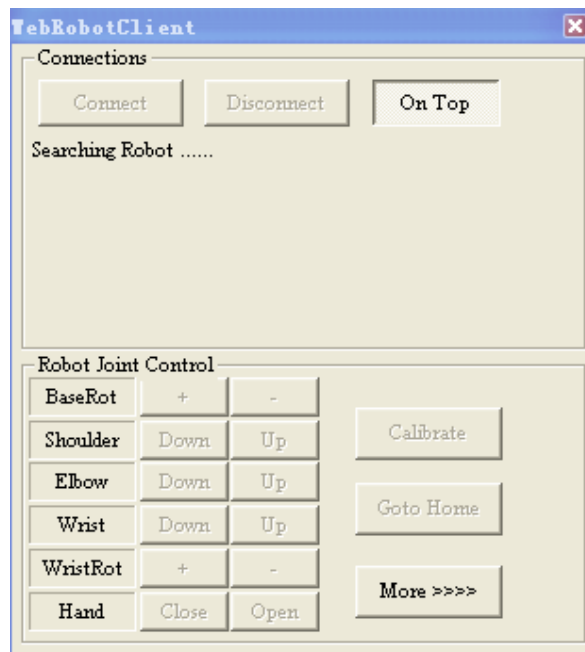 WebRobotClient
Connections
Connect Disconnect On Top
Searching Robot ......
Robot Joint Control
BaseRot + -
Shoulder Down Up
Calibrate
Elbow Down Up
Goto Home
Wrist Down Up
WristRot + -
More >>>>
Hand Close Open